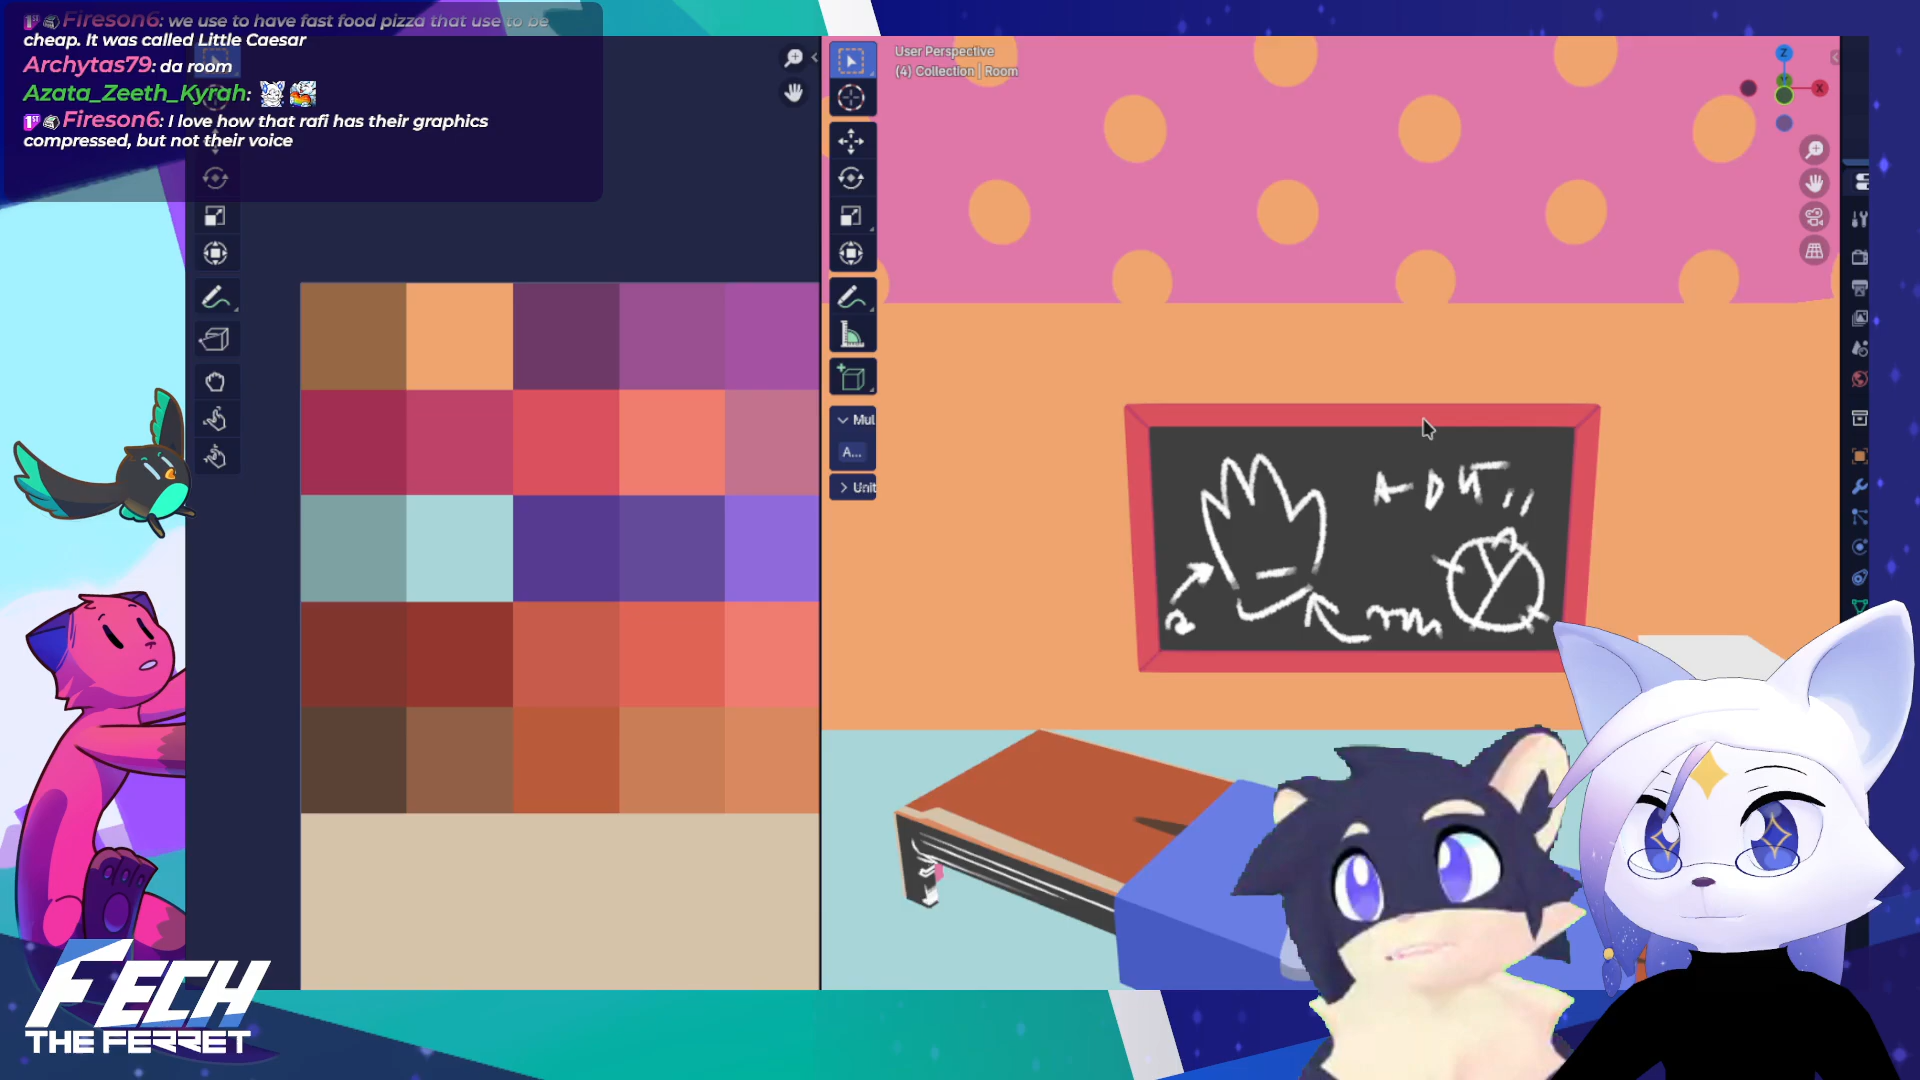 Fireson6: we use to have fast food pizza that use to be
cheap. It was called Little Caesar
Archytas79: da room
Azata_Zeeth_Kyrah:
Fireson6: I love how that rafi has their graphics
compressed, but not their voice
User Perspective
(4) Collection | Room
Z
X
Mul
A...
Unit
FECH
THE FERRET